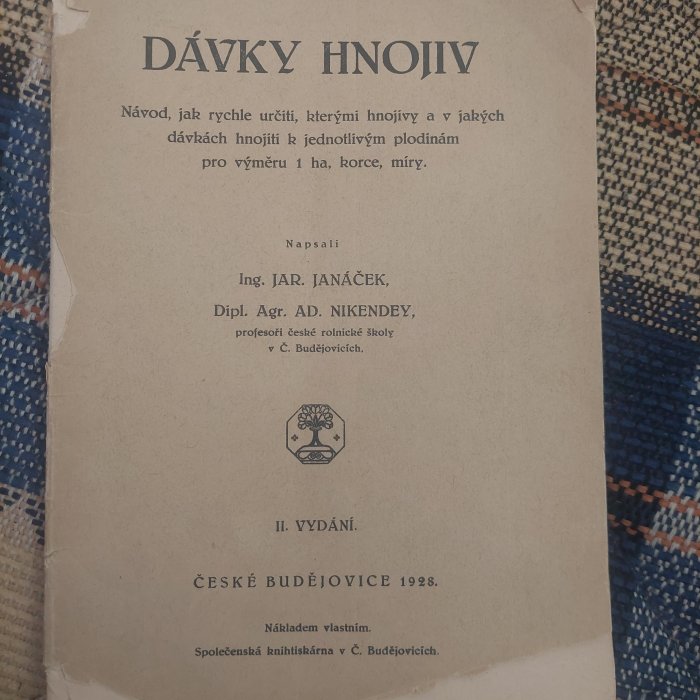 DÁVKY HNOJIV
Návod, jak rychle určiti, kterými hnojivy a v jakých
dávkách hnojiti k jednotlivým plodinám
pro výměru 1 ha, korce, míry.
Napsali
Ing. JAR. JANÁČEK,
Dipl. Agr. AD. NIKENDEY,
profesoři české rolnické školy
v Č. Budějovicích.
II. VYDÁNÍ.
ČESKÉ BUDĚJOVICE 1928.
Nákladem vlastním.
Společenská knihtiskárna v Č. Budějovicích.